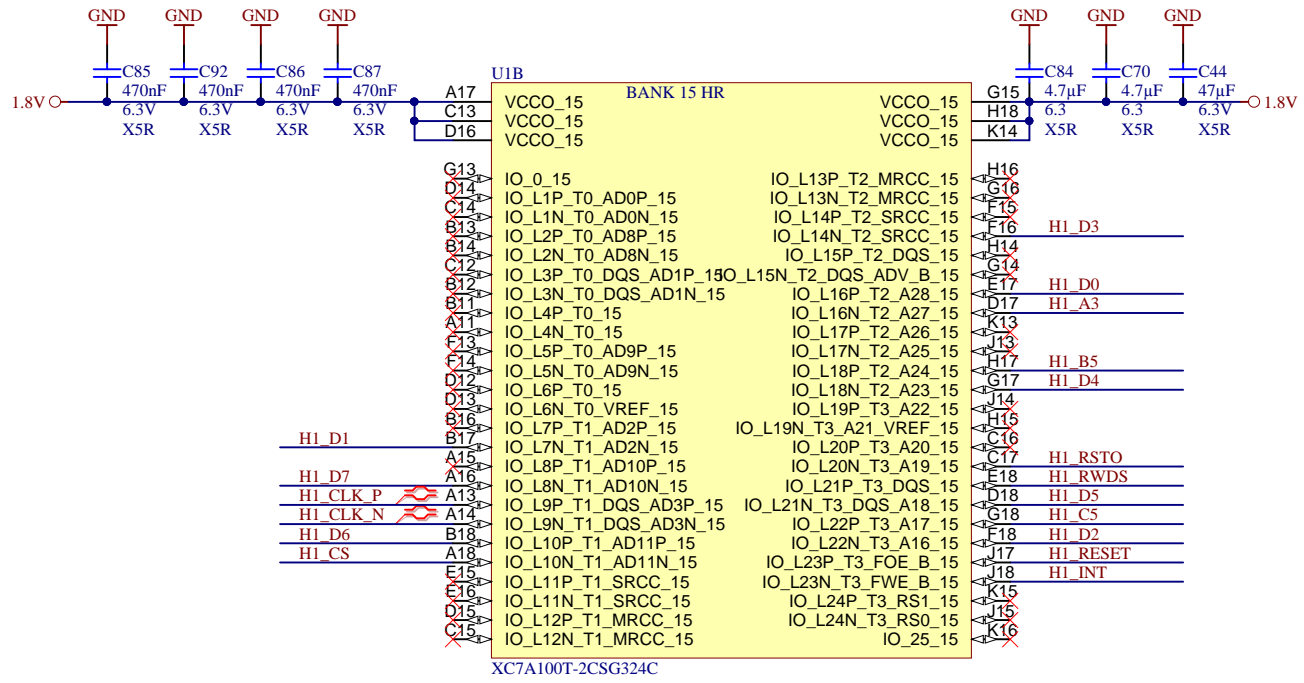 GND GND GND GND GND GND GND
C85 C92 C86 C87 U1B C84 C70 C44
470nF 470nF 470nF 470nF BANK 15 HR 4.7µF 4.7µF 47µF
1.8V A17 VCCO_15 VCCO_15 G15 1.8V
6.3V 6.3V 6.3V 6.3V C13 VCCO_15 VCCO_15 H18 6.3 6.3 6.3V
X5R X5R X5R X5R D16 VCCO_15 VCCO_15 K14 X5R X5R X5R
G13 IO_0_15 IO_L13P_T2_MRCC_15 H16
D14 IO_L1P_T0_AD0P_15 IO_L13N_T2_MRCC_15 G16
C14 IO_L1N_T0_AD0N_15 IO_L14P_T2_SRCC_15 F15
B13 IO_L2P_T0_AD8P_15 IO_L14N_T2_SRCC_15 F16 H1_D3
B14 IO_L2N_T0_AD8N_15 IO_L15P_T2_DQS_15 H14
C12 IO_L3P_T0_DQS_AD1P_15 IO_L15N_T2_DQS_ADV_B_15 G14
B12 IO_L3N_T0_DQS_AD1N_15 IO_L16P_T2_A28_15 E17 H1_D0
B11 IO_L4P_T0_15 IO_L16N_T2_A27_15 D17 H1_A3
A11 IO_L4N_T0_15 IO_L17P_T2_A26_15 K13
F13 IO_L5P_T0_AD9P_15 IO_L17N_T2_A25_15 J13
F14 IO_L5N_T0_AD9N_15 IO_L18P_T2_A24_15 H17 H1_B5
D12 IO_L6P_T0_15 IO_L18N_T2_A23_15 G17 H1_D4
D13 IO_L6N_T0_VREF_15 IO_L19P_T3_A22_15 J14
B16 IO_L7P_T1_AD2P_15 IO_L19N_T3_A21_VREF_15 H15
H1_D1 B17 IO_L7N_T1_AD2N_15 IO_L20P_T3_A20_15 C16
A15 IO_L8P_T1_AD10P_15 IO_L20N_T3_A19_15 C17 H1_RSTO
H1_D7 A16 IO_L8N_T1_AD10N_15 IO_L21P_T3_DQS_15 E18 H1_RWDS
H1_CLK_P A13 IO_L9P_T1_DQS_AD3P_15 IO_L21N_T3_DQS_A18_15 D18 H1_D5
H1_CLK_N A14 IO_L9N_T1_DQS_AD3N_15 IO_L22P_T3_A17_15 G18 H1_C5
H1_D6 B18 IO_L10P_T1_AD11P_15 IO_L22N_T3_A16_15 F18 H1_D2
H1_CS A18 IO_L10N_T1_AD11N_15 IO_L23P_T3_FOE_B_15 J17 H1_RESET
E15 IO_L11P_T1_SRCC_15 IO_L23N_T3_FWE_B_15 J18 H1_INT
E16 IO_L11N_T1_SRCC_15 IO_L24P_T3_RS1_15 K15
D15 IO_L12P_T1_MRCC_15 IO_L24N_T3_RS0_15 J15
C15 IO_L12N_T1_MRCC_15 IO_25_15 K16
XC7A100T-2CSG324C